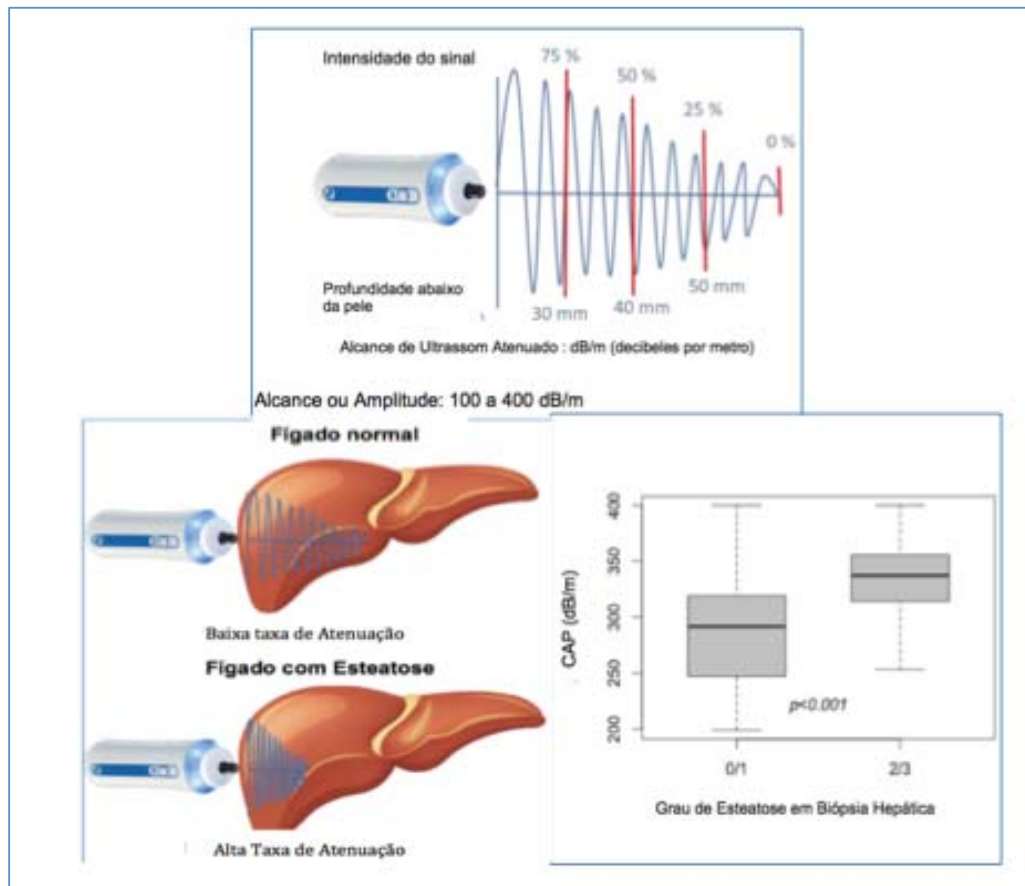 Intensidade do sinal
75 %
50 %
25 %
0 %
Profundidade abaixo
da pele
30 mm
40 mm
50 mm
Alcance de Ultrassom Atenuado : dB/m (decibeles por metro)
Alcance ou Amplitude: 100 a 400 dB/m
Fígado normal
Baixa taxa de Atenuação
Fígado com Esteatose
Alta Taxa de Atenuação
CAP (dB/m)
400
350
300
250
200
p<0.001
0/1
2/3
Grau de Esteatose em Biópsia Hepática